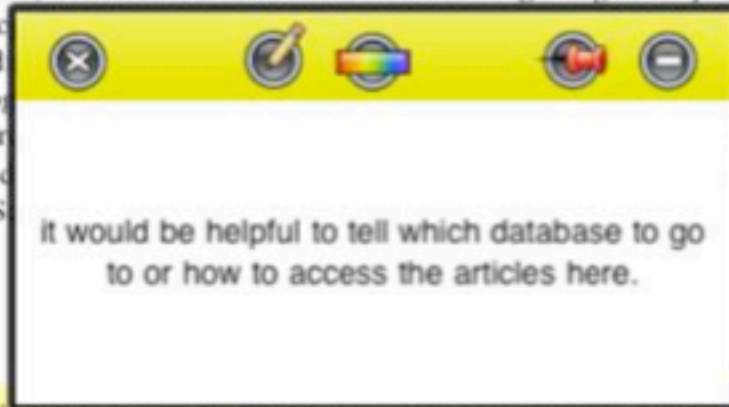 it would be helpful to tell which database to go
to or how to access the articles here.